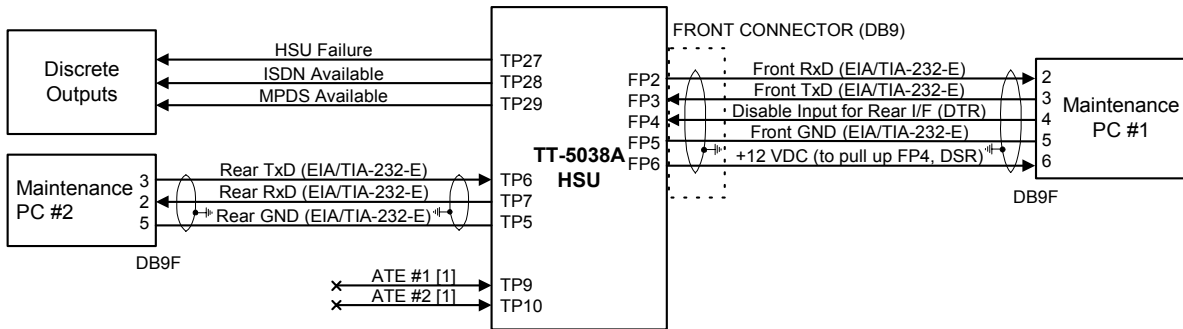 Discrete
Outputs
HSU Failure
ISDN Available
MPDS Available
TP27
TP28
TP29
Maintenance
PC #2
3
2
5
DB9F
Rear TxD (EIA/TIA-232-E)
Rear RxD (EIA/TIA-232-E)
Rear GND (EIA/TIA-232-E)
TP6
TP7
TP5
ATE #1 [1]
ATE #2 [1]
TP9
TP10
TT-5038A
HSU
FRONT CONNECTOR (DB9)
FP2
FP3
FP4
FP5
FP6
Front RxD (EIA/TIA-232-E)
Front TxD (EIA/TIA-232-E)
Disable Input for Rear I/F (DTR)
Front GND (EIA/TIA-232-E)
+12 VDC (to pull up FP4, DSR)
2
3
4
5
6
Maintenance
PC #1
DB9F